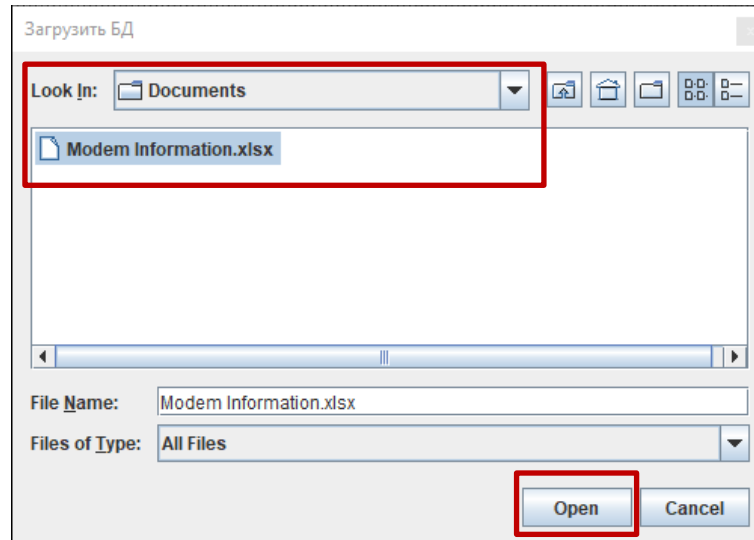 Загрузить БД
Look In: Documents
Modem Information.xlsx
File Name: Modem Information.xlsx
Files of Type: All Files
Open Cancel